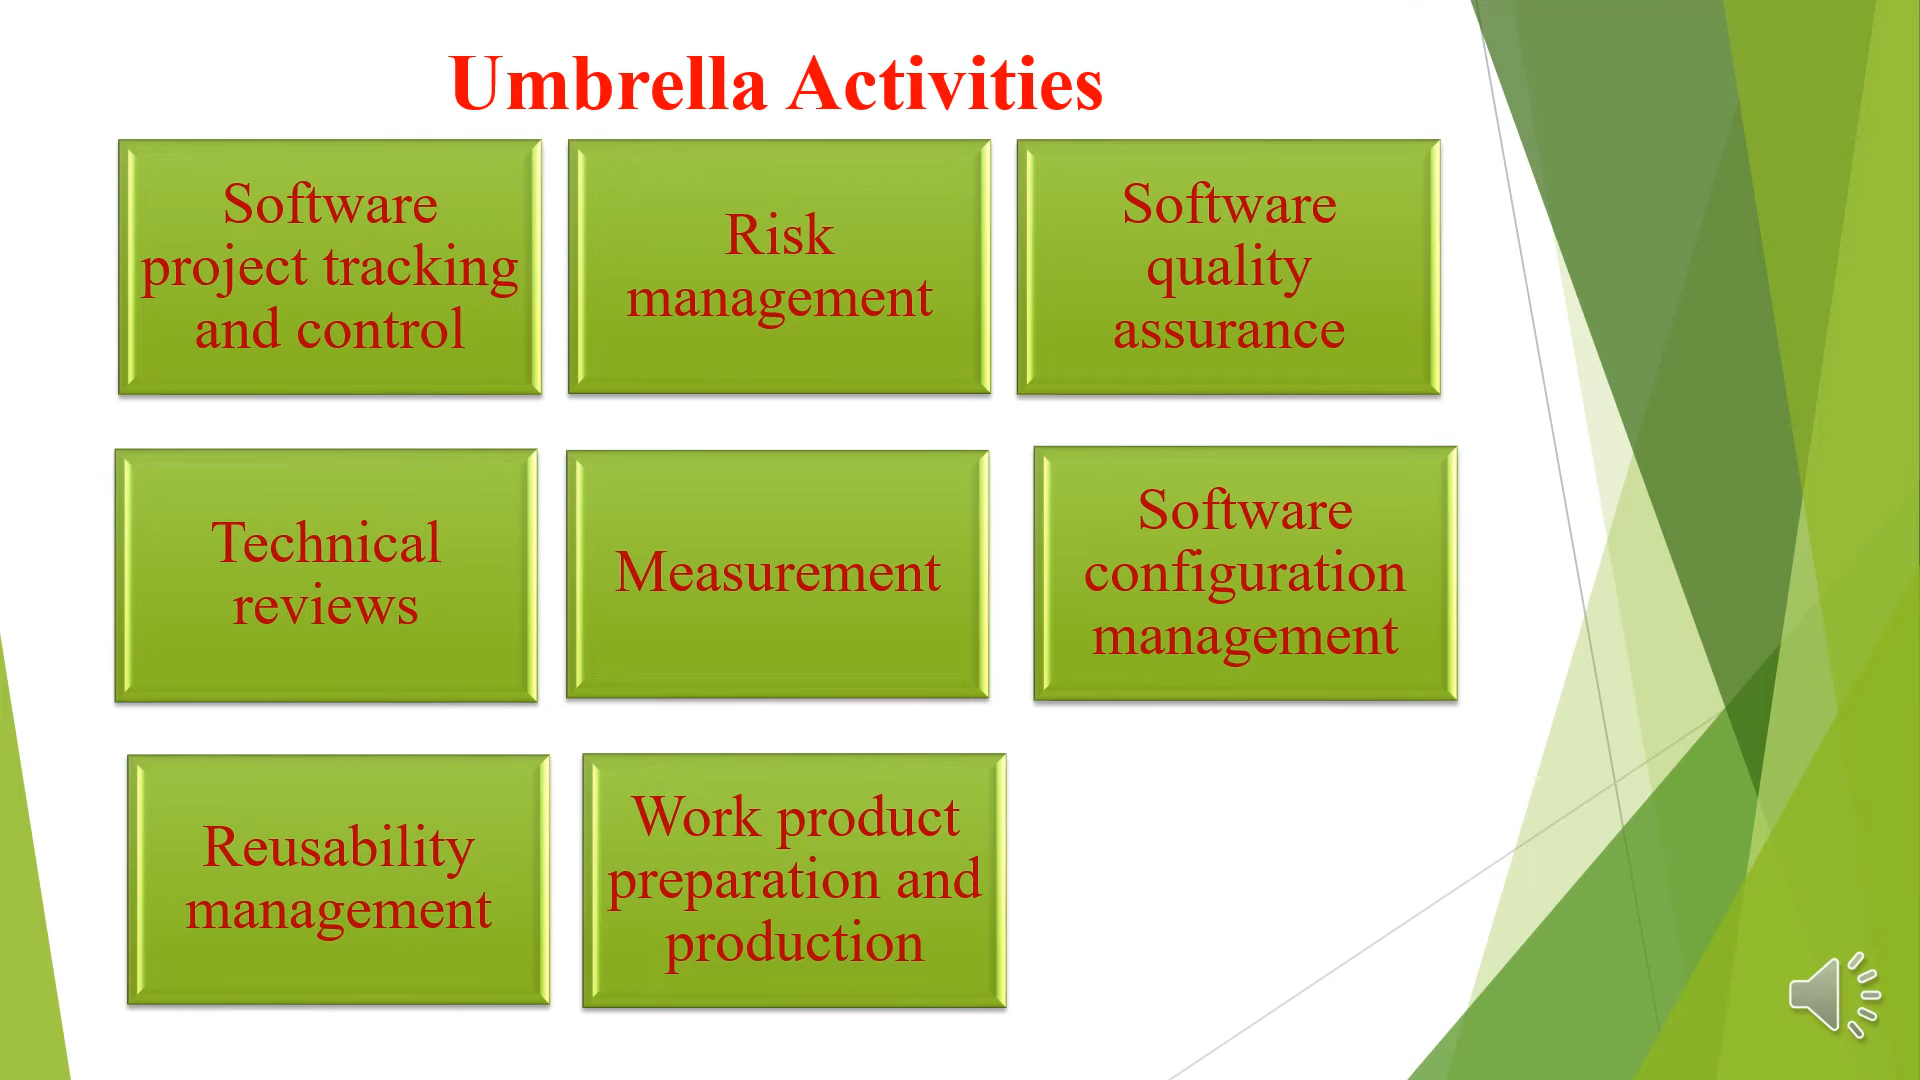 Umbrella Activities
Software
project tracking
and control
Risk
management
Software
quality
assurance
Technical
reviews
Measurement
Software
configuration
management
Reusability
management
Work product
preparation and
production